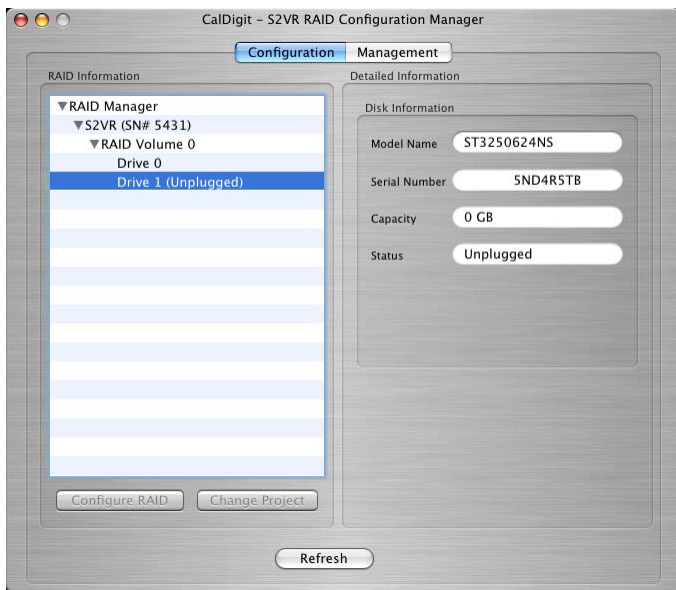 CalDigit – S2VR RAID Configuration Manager
Configuration Management
RAID Information
RAID Manager
S2VR (SN# 5431)
RAID Volume 0
Drive 0
Drive 1 (Unplugged)
Configure RAID Change Project
Detailed Information
Disk Information
Model Name ST3250624NS
Serial Number 5ND4R5TB
Capacity 0 GB
Status Unplugged
Refresh